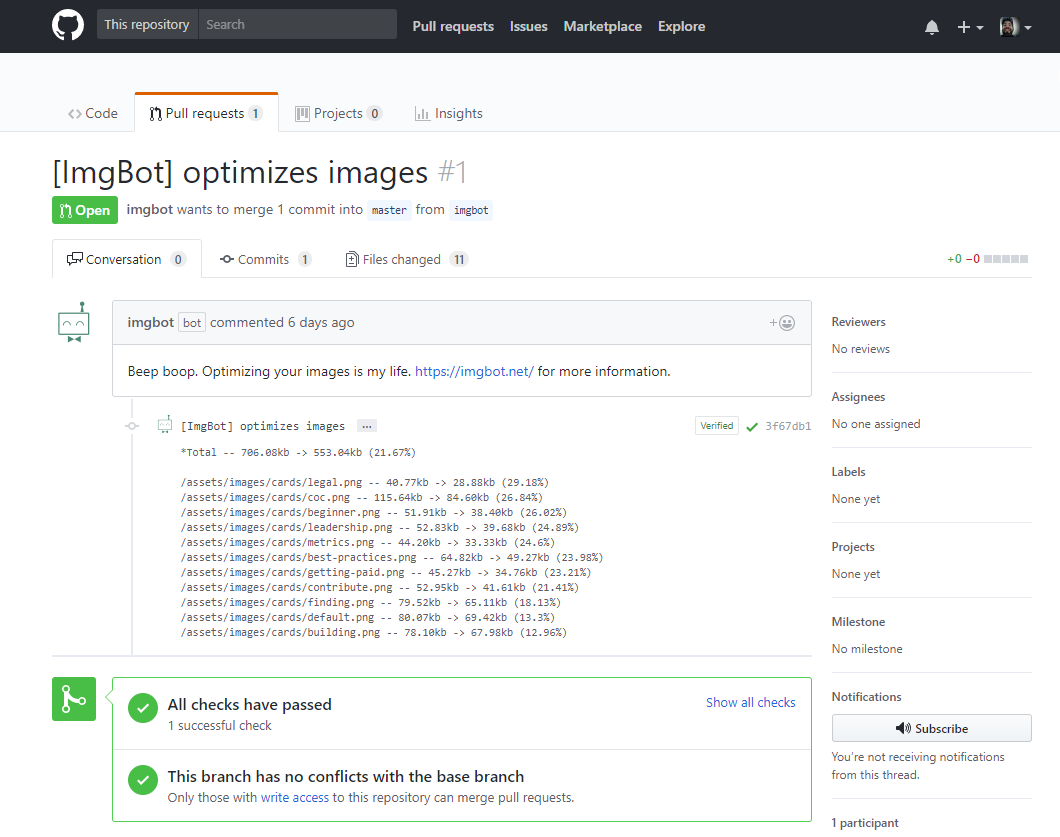 This repository Search Pull requests Issues Marketplace Explore
Code Pull requests 1 Projects 0 Insights
[ImgBot] optimizes images #1
Open imgbot wants to merge 1 commit into master from imgbot
Conversation 0 Commits 1 Files changed 11 +0 −0
imgbot bot commented 6 days ago
Beep boop. Optimizing your images is my life. https://imgbot.net/ for more information.
[ImgBot] optimizes images … Verified 3f67db1
*Total -- 706.08kb -> 553.04kb (21.67%)
/assets/images/cards/legal.png -- 40.77kb -> 28.88kb (29.18%)
/assets/images/cards/coc.png -- 115.64kb -> 84.60kb (26.84%)
/assets/images/cards/beginner.png -- 51.91kb -> 38.40kb (26.02%)
/assets/images/cards/leadership.png -- 52.83kb -> 39.68kb (24.89%)
/assets/images/cards/metrics.png -- 44.20kb -> 33.33kb (24.6%)
/assets/images/cards/best-practices.png -- 64.82kb -> 49.27kb (23.98%)
/assets/images/cards/getting-paid.png -- 45.27kb -> 34.76kb (23.21%)
/assets/images/cards/contribute.png -- 52.95kb -> 41.61kb (21.41%)
/assets/images/cards/finding.png -- 79.52kb -> 65.11kb (18.13%)
/assets/images/cards/default.png -- 80.07kb -> 69.42kb (13.3%)
/assets/images/cards/building.png -- 78.10kb -> 67.98kb (12.96%)
All checks have passed Show all checks
1 successful check
This branch has no conflicts with the base branch
Only those with write access to this repository can merge pull requests.
Reviewers
No reviews
Assignees
No one assigned
Labels
None yet
Projects
None yet
Milestone
No milestone
Notifications
Subscribe
You're not receiving notifications
from this thread.
1 participant